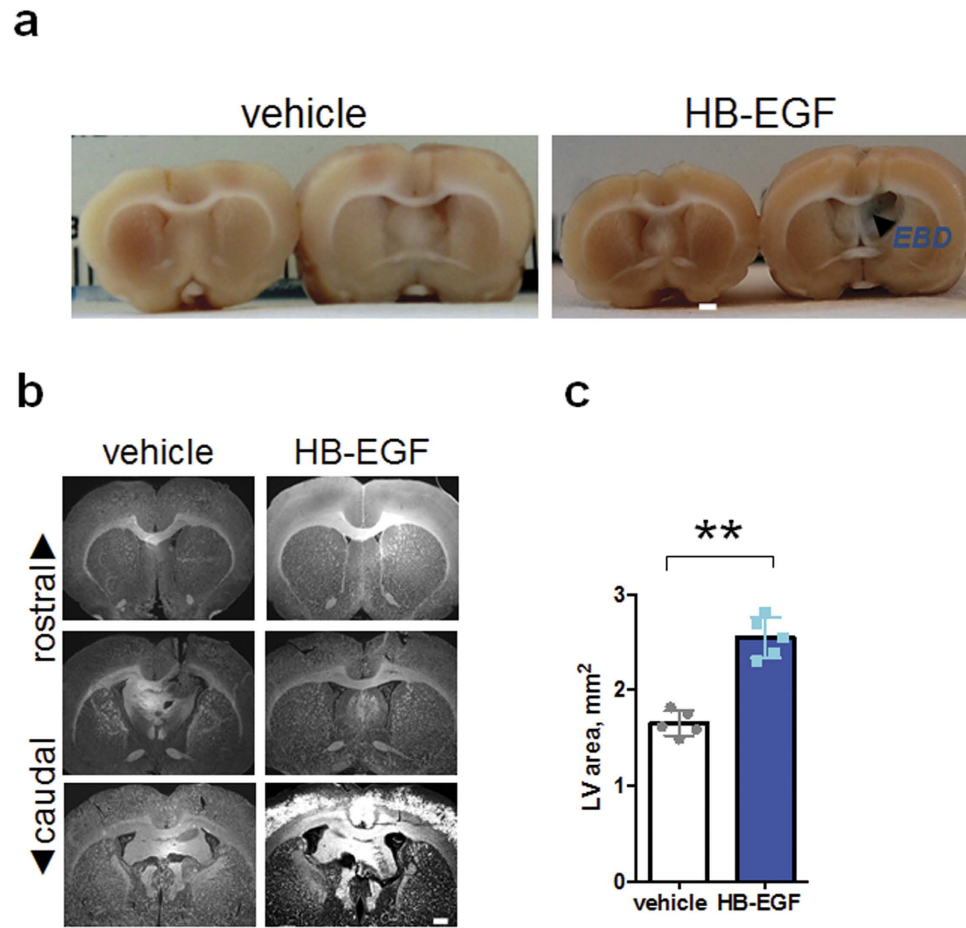 a
vehicle HB-EGF
EBD
b
vehicle HB-EGF
rostral▶
◀caudal
c
**
LV area, mm²
3
2
1
0
vehicle HB-EGF